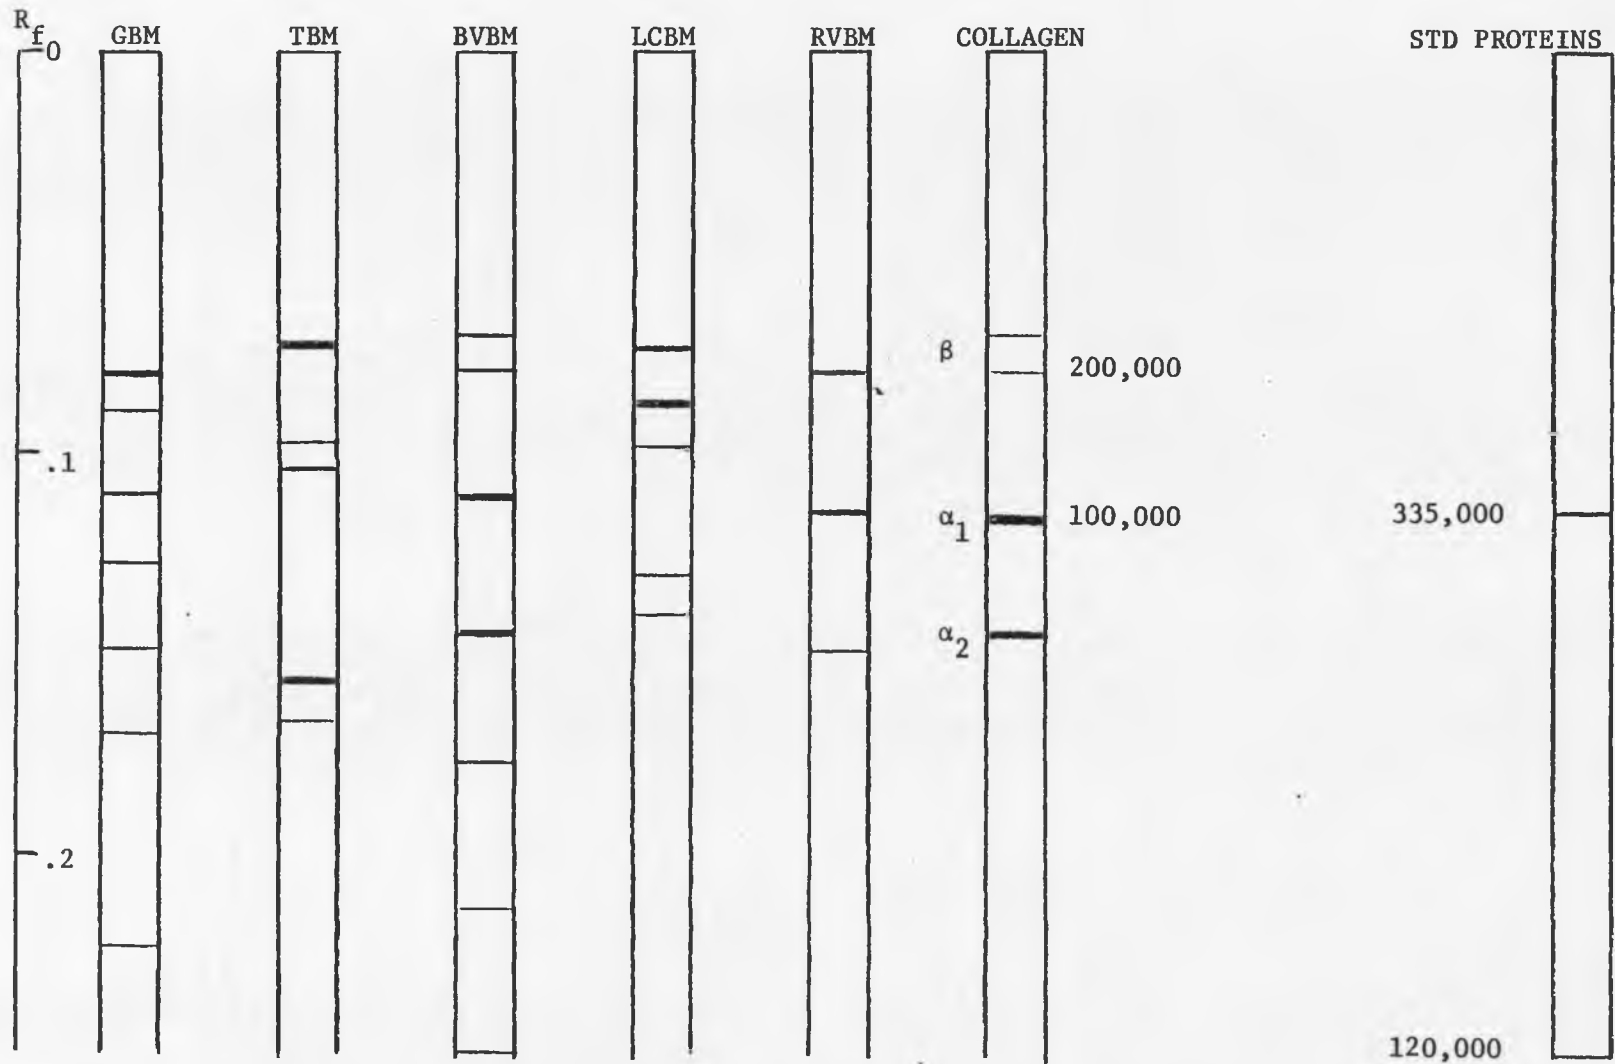 Rf GBM TBM BVBM LCBM RVBM COLLAGEN STD PROTEINS
0
β 200,000
.1
α1 100,000 335,000
α2
.2
120,000